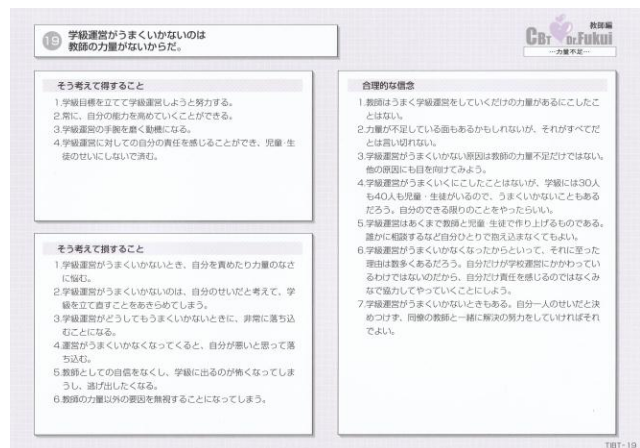 19
学級運営がうまくいかないのは
教師の力量がないからだ。
教師編
CBT Dr.Fukui
…力量不足…
そう考えて得すること
1.学級目標を立てて学級運営しようと努力する。
2.常に、自分の能力を高めていくことができる。
3.学級運営の手腕を磨く動機になる。
4.学級運営に対しての自分の責任を感じることができ、児童·生
徒のせいにしないで済む。
そう考えて損すること
1.学級運営がうまくいかないとき、自分を責めたり力量のなさ
に悩む。
2.学級運営がうまくいかないのは、自分のせいだと考えて、学
級を立て直すことをあきらめてしまう。
3.学級運営がどうしてもうまくいかないときに、非常に落ち込
むことになる。
4.運営がうまくいかなくなってくると、自分が悪いと思って落
ち込む。
5.教師としての自信をなくし、学級に出るのが怖くなってしま
うし、逃げ出したくなる。
6.教師の力量以外の要因を無視することになってしまう。
合理的な信念
1.教師はうまく学級運営をしていくだけの力量があるにこしたこ
とはない。
2.力量が不足している面もあるかもしれないが、それがすべてだ
とは言い切れない。
3.学級運営がうまくいかない原因は教師の力量不足だけではない。
他の原因にも目を向けてみよう。
4.学級運営がうまくいくにこしたことはないが、学級には30人
も40人も児童·生徒がいるので、うまくいかないこともある
だろう。自分のできる限りのことをやったらいい。
5.学級運営はあくまで教師と児童·生徒で作り上げるものである。
誰かに相談するなど自分ひとりで抱え込まなくてもよい。
6.学級運営がうまくいかなくなったからといって、それに至った
理由は数多くあるだろう。自分だけが学校運営にかかわってい
るわけではないのだから、自分だけ責任を感じるのではなくみ
なで協力してやっていくことにしよう。
7.学級運営がうまくいかないときもある。自分一人のせいだと決
めつけず、同僚の教師と一緒に解決の努力をしていければそれ
でよい。
TIBT-19